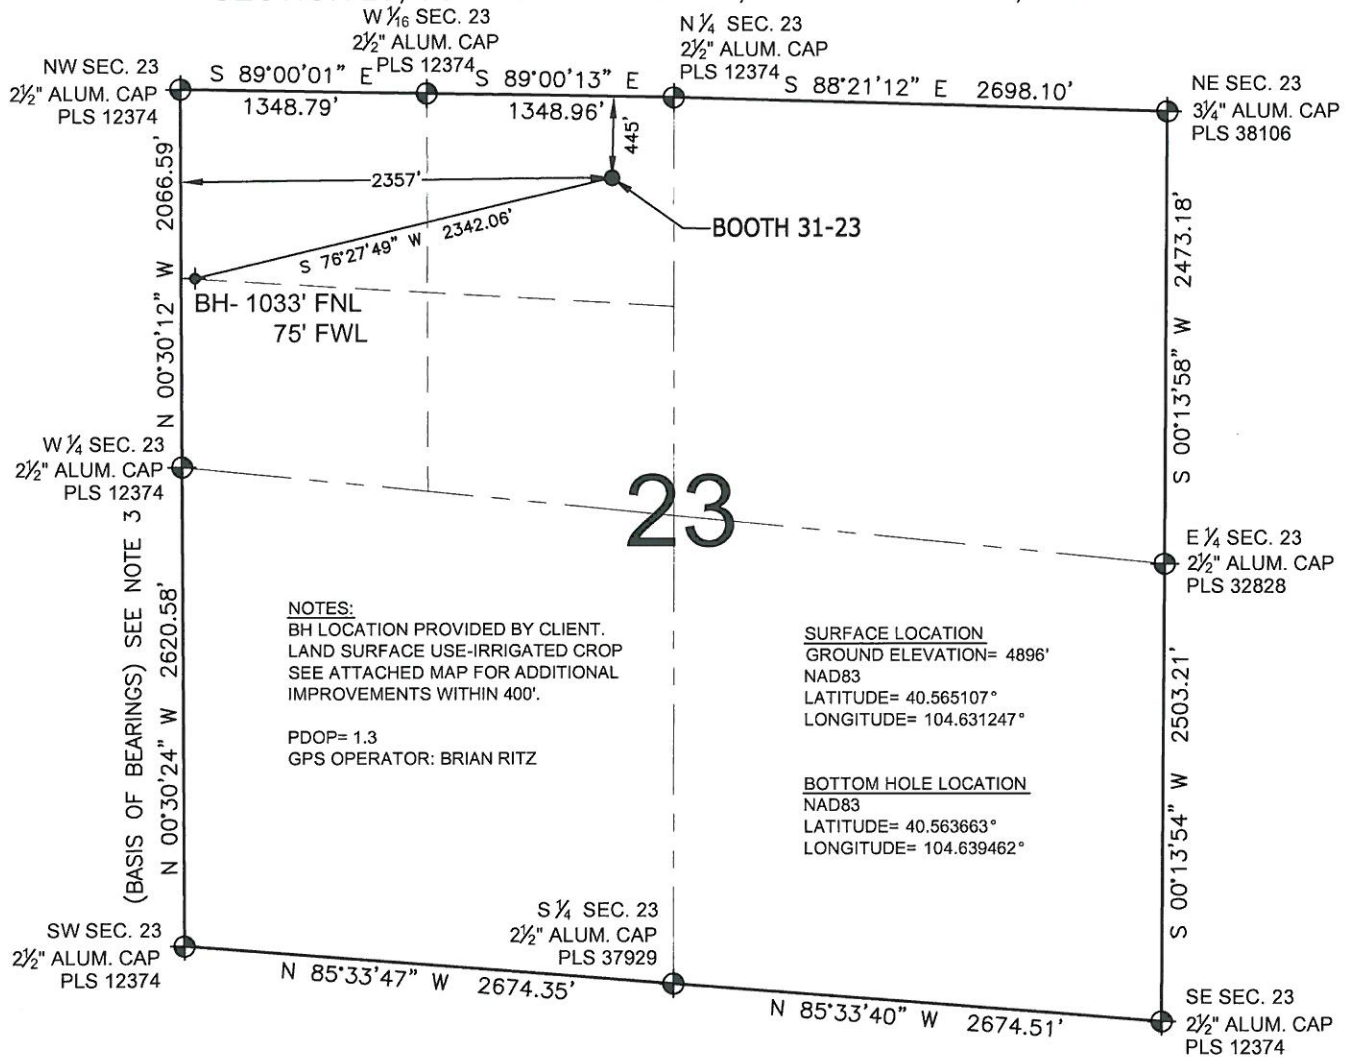 W 1/16 SEC. 23
2½" ALUM. CAP
PLS 12374
N ¼ SEC. 23
2½" ALUM. CAP
PLS 12374
NW SEC. 23
2½" ALUM. CAP
PLS 12374
S 89°00'01" E
1348.79'
S 89°00'13" E
1348.96'
S 88°21'12" E 2698.10'
NE SEC. 23
3¼" ALUM. CAP
PLS 38106
445'
2357'
BOOTH 31-23
S 76°27'49" W 2342.06'
BH- 1033' FNL
75' FWL
N 00°30'12" W 2066.59'
S 00°13'58" W 2473.18'
W ¼ SEC. 23
2½" ALUM. CAP
PLS 12374
23
E ¼ SEC. 23
2½" ALUM. CAP
PLS 32828
(BASIS OF BEARINGS) SEE NOTE 3
N 00°30'24" W 2620.58'
NOTES:
BH LOCATION PROVIDED BY CLIENT.
LAND SURFACE USE-IRRIGATED CROP
SEE ATTACHED MAP FOR ADDITIONAL
IMPROVEMENTS WITHIN 400'.
PDOP= 1.3
GPS OPERATOR: BRIAN RITZ
SURFACE LOCATION
GROUND ELEVATION= 4896'
NAD83
LATITUDE= 40.565107°
LONGITUDE= 104.631247°
BOTTOM HOLE LOCATION
NAD83
LATITUDE= 40.563663°
LONGITUDE= 104.639462°
S 00°13'54" W 2503.21'
SW SEC. 23
2½" ALUM. CAP
PLS 12374
S ¼ SEC. 23
2½" ALUM. CAP
PLS 37929
N 85°33'47" W 2674.35'
N 85°33'40" W 2674.51'
SE SEC. 23
2½" ALUM. CAP
PLS 12374